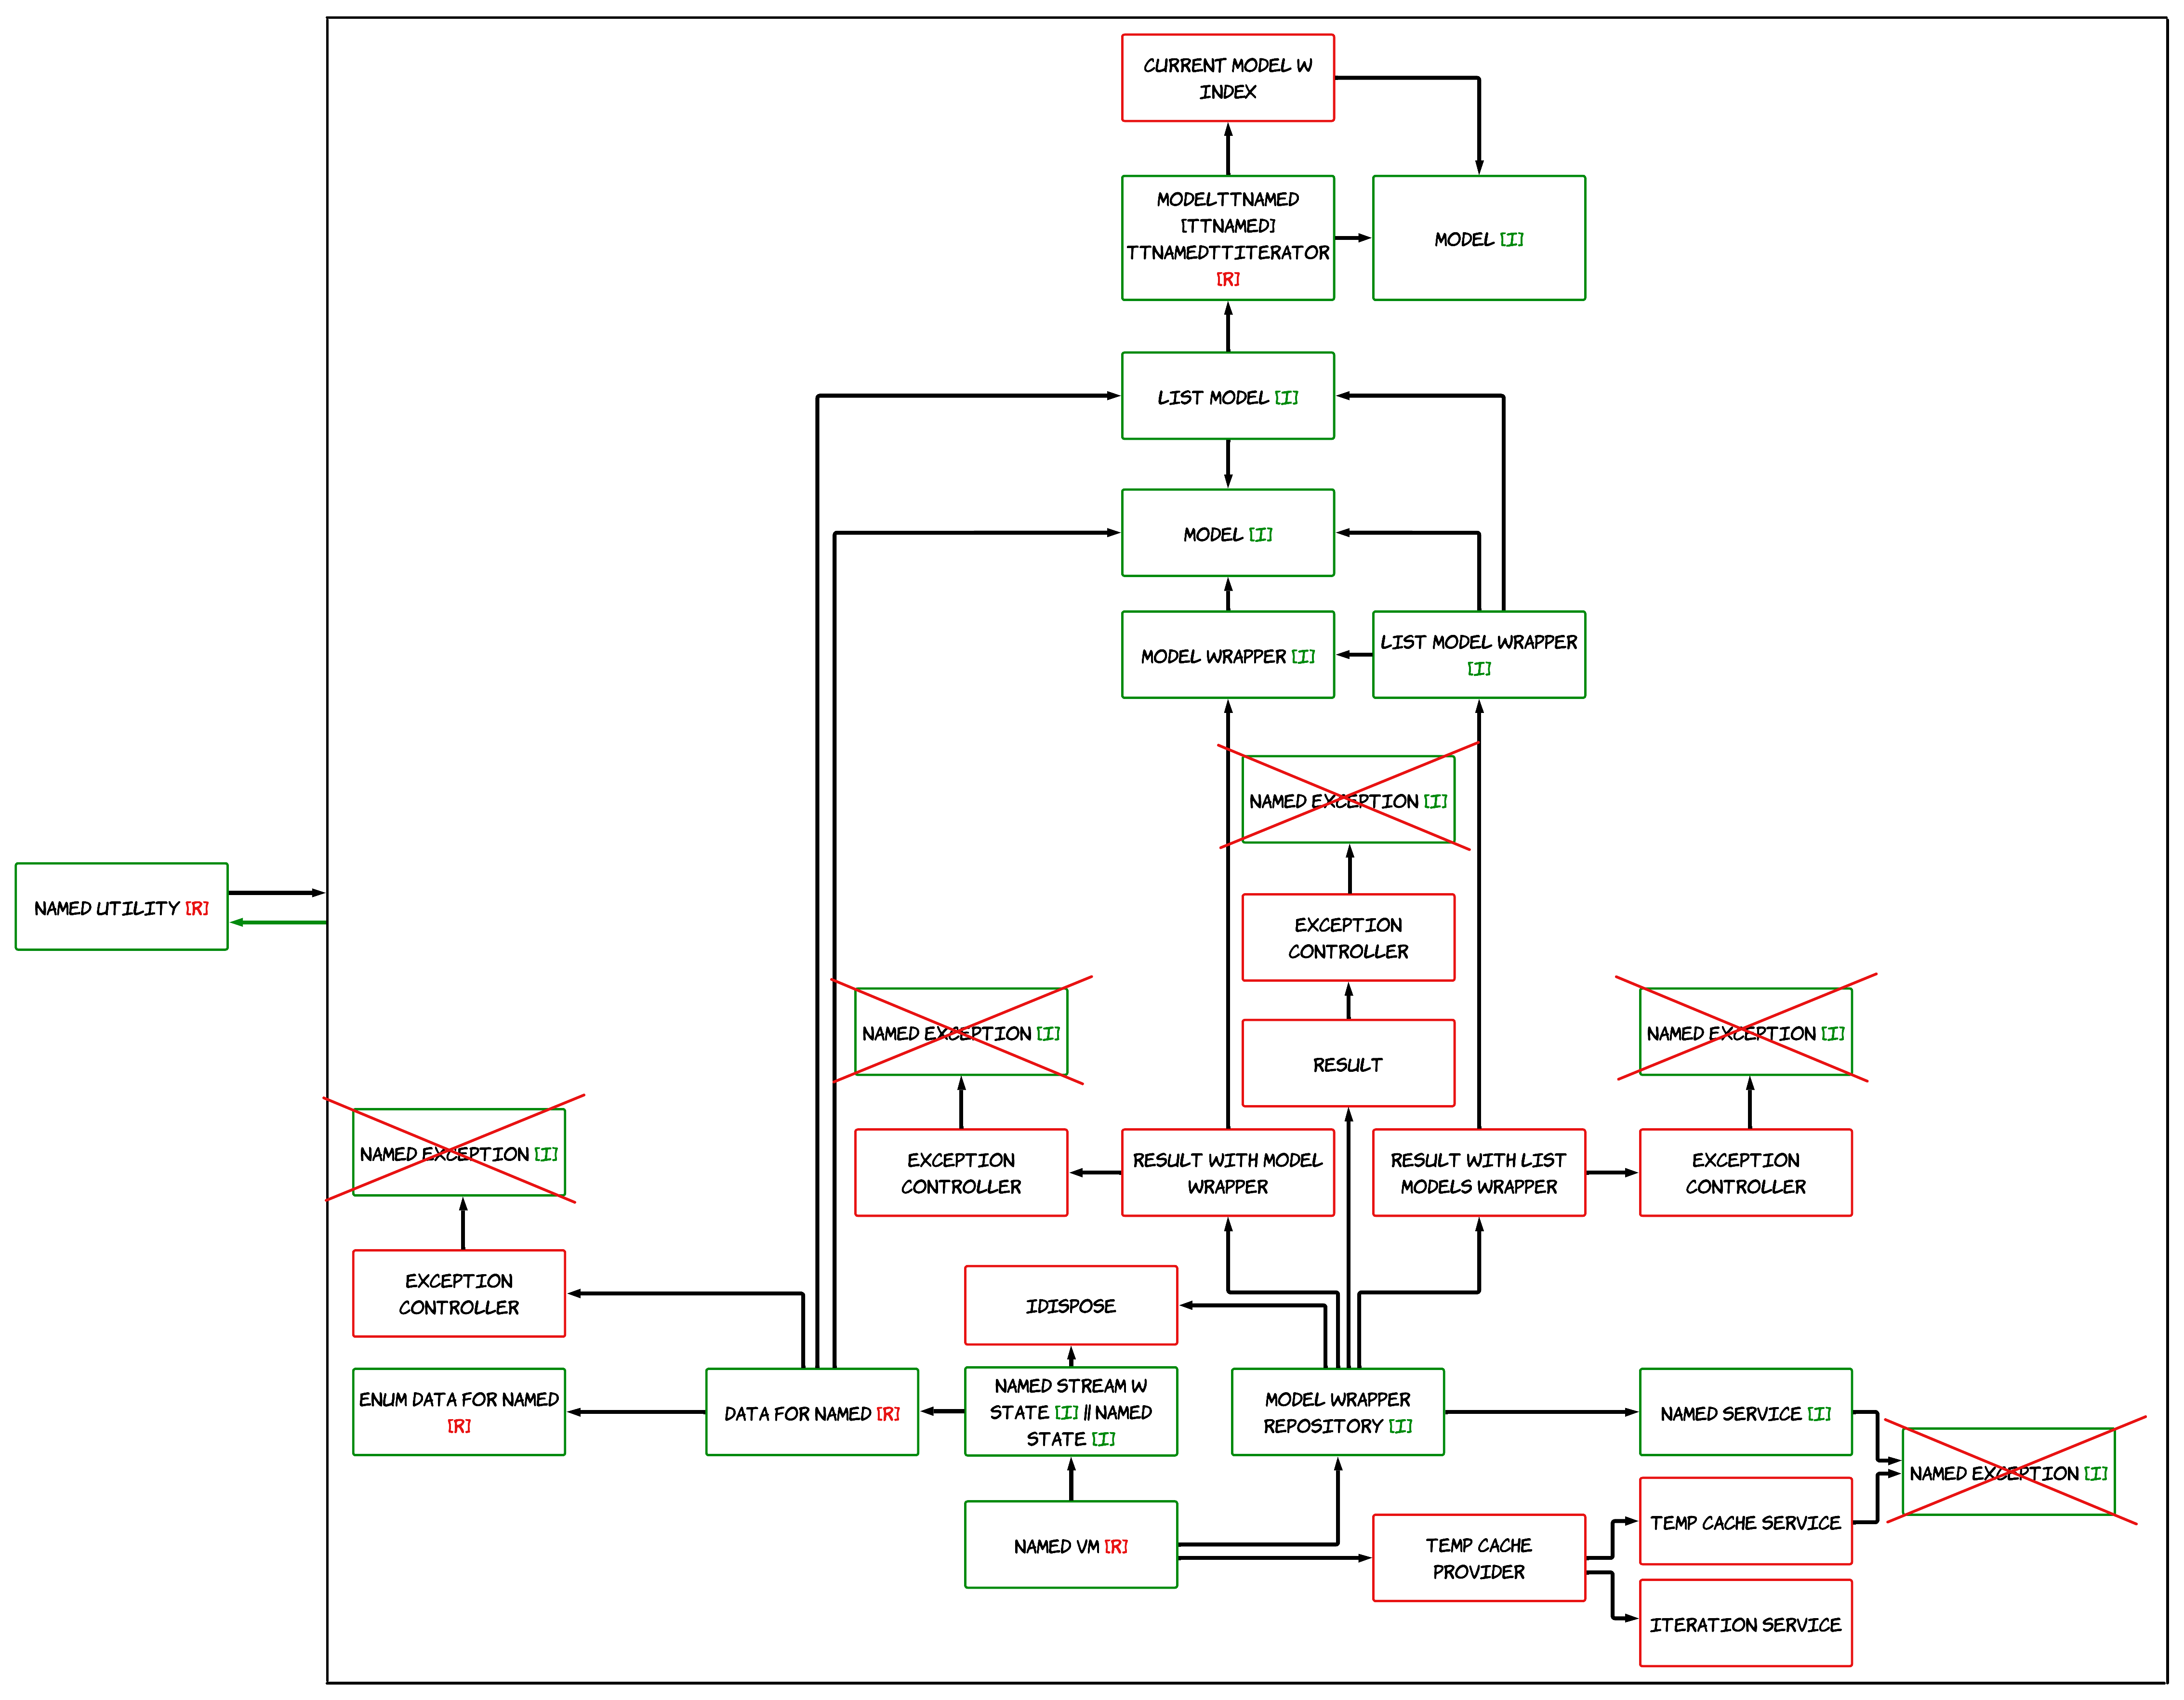 CURRENT MODEL W
INDEX
MODELTTNAMED
[TTNAMED]
TTNAMEDTTITERATOR
[R]
MODEL [I]
LIST MODEL [I]
MODEL [I]
MODEL WRAPPER [I]
LIST MODEL WRAPPER
[I]
NAMED EXCEPTION [I]
NAMED UTILITY [R]
EXCEPTION
CONTROLLER
NAMED EXCEPTION [I]
NAMED EXCEPTION [I]
RESULT
NAMED EXCEPTION [I]
EXCEPTION
CONTROLLER
RESULT WITH MODEL
WRAPPER
RESULT WITH LIST
MODELS WRAPPER
EXCEPTION
CONTROLLER
EXCEPTION
CONTROLLER
IDISPOSE
ENUM DATA FOR NAMED
[R]
DATA FOR NAMED [R]
NAMED STREAM W
STATE [I] || NAMED
STATE [I]
MODEL WRAPPER
REPOSITORY [I]
NAMED SERVICE [I]
NAMED EXCEPTION [I]
TEMP CACHE SERVICE
NAMED VM [R]
TEMP CACHE
PROVIDER
ITERATION SERVICE